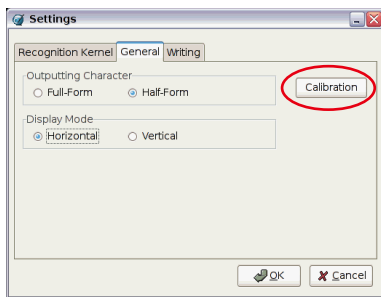 Settings
Recognition Kernel General Writing
Outputting Character
Full-Form Half-Form
Calibration
Display Mode
Horizontal Vertical
OK Cancel